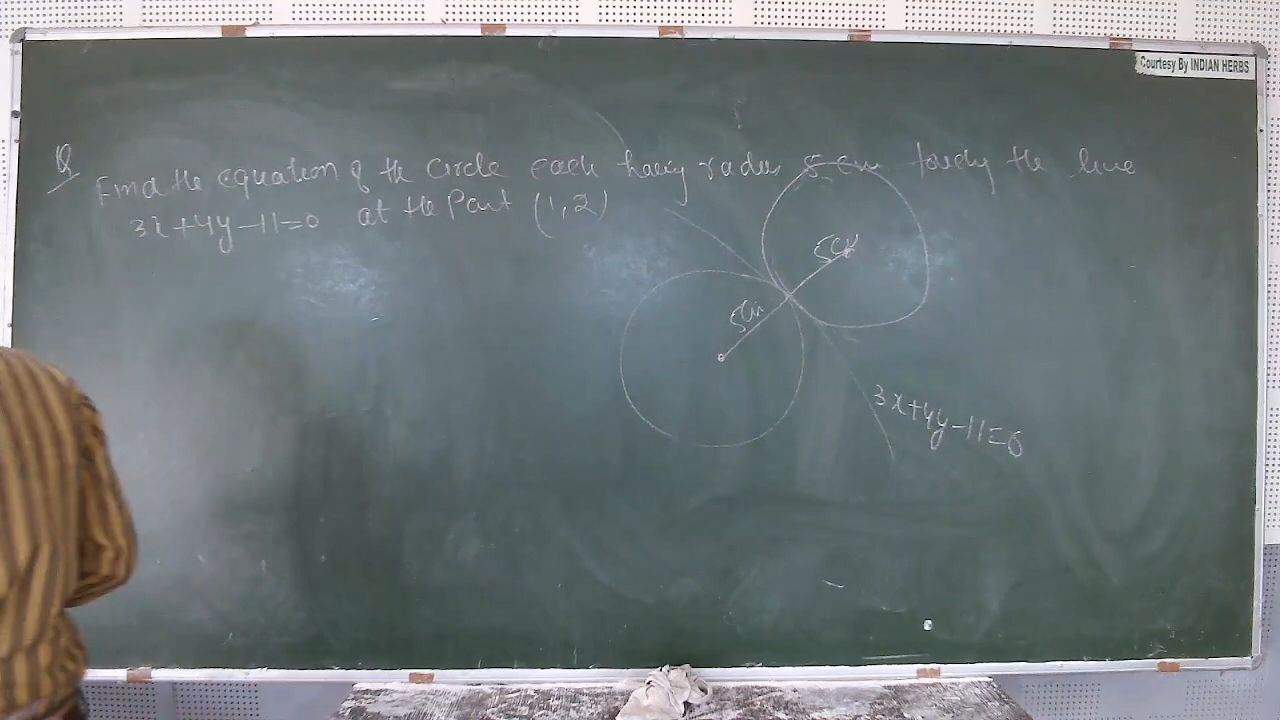 Courtesy By INDIAN HERBS
Q Find the equation of the circle each having radius 5 cm touching the line
3x+4y-11=0 at the Point (1,2)
5cm
5cm
3x+4y-11=0